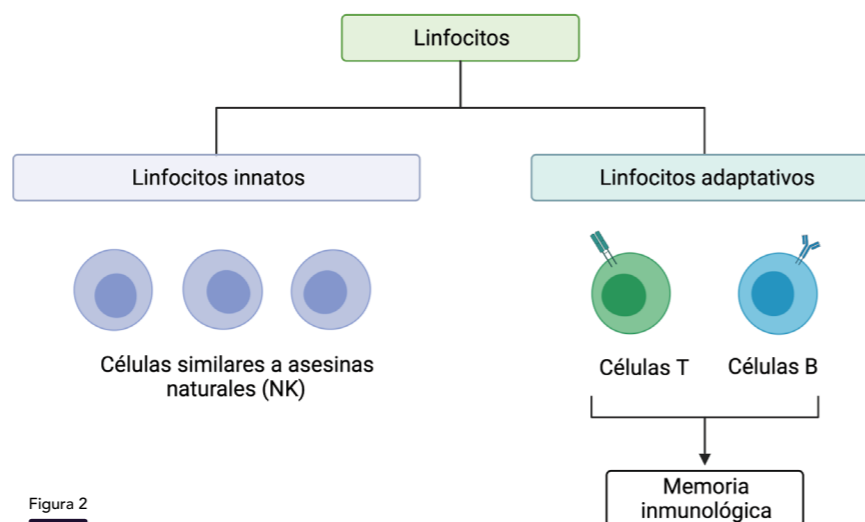 Linfocitos
Linfocitos innatos
Linfocitos adaptativos
Células similares a asesinas
naturales (NK)
Células T
Células B
Memoria
inmunológica
Figura 2